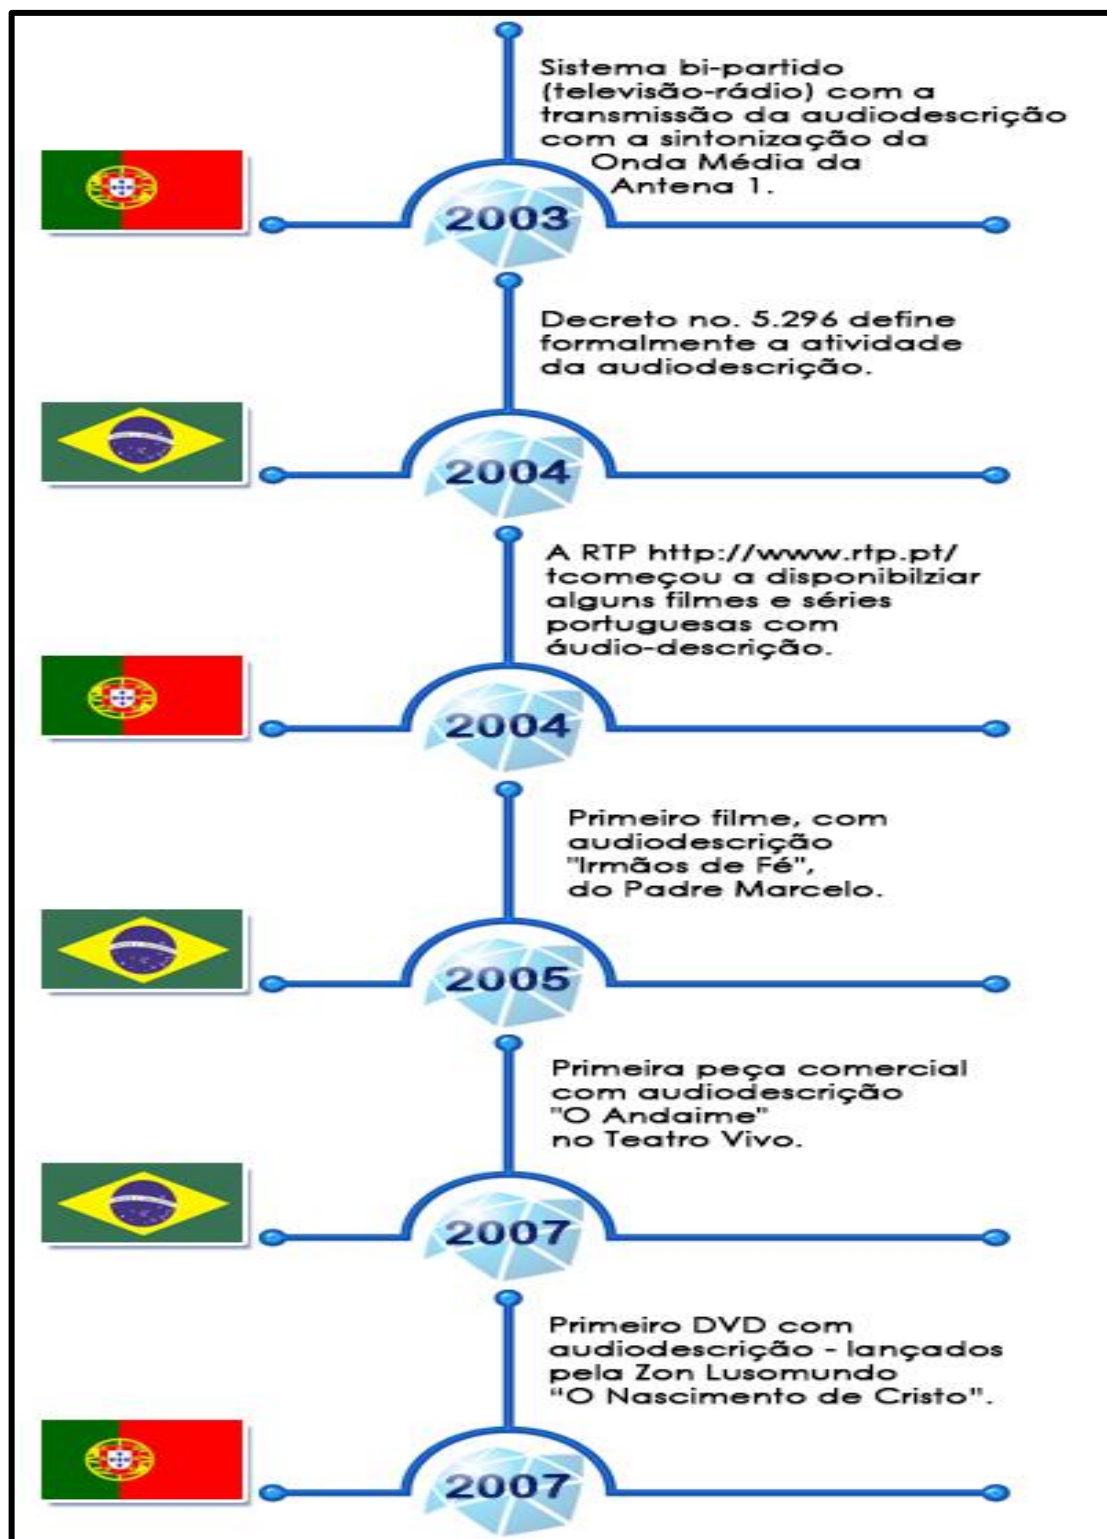 Sistema bi-partido
(televisão-rádio) com a
transmissão da audiodescrição
com a sintonização da
Onda Média da
Antena 1.
2003
Decreto no. 5.296 define
formalmente a atividade
da audiodescrição.
2004
A RTP http://www.rtp.pt/
tcomeçou a disponibilziar
alguns filmes e séries
portuguesas com
áudio-descrição.
2004
Primeiro filme, com
audiodescrição
"Irmãos de Fé",
do Padre Marcelo.
2005
Primeira peça comercial
com audiodescrição
"O Andaime"
no Teatro Vivo.
2007
Primeiro DVD com
audiodescrição - lançados
pela Zon Lusomundo
"O Nascimento de Cristo".
2007